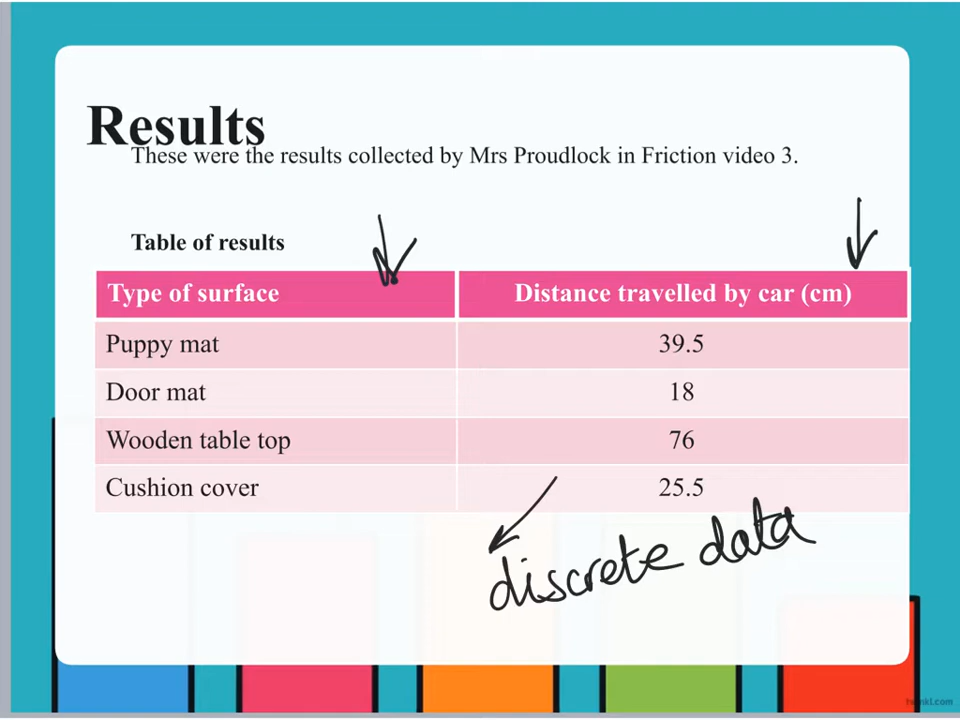 Results
These were the results collected by Mrs Proudlock in Friction video 3.
Table of results
Type of surface Distance travelled by car (cm)
Puppy mat 39.5
Door mat 18
Wooden table top 76
Cushion cover 25.5
discrete data
twinkl.com